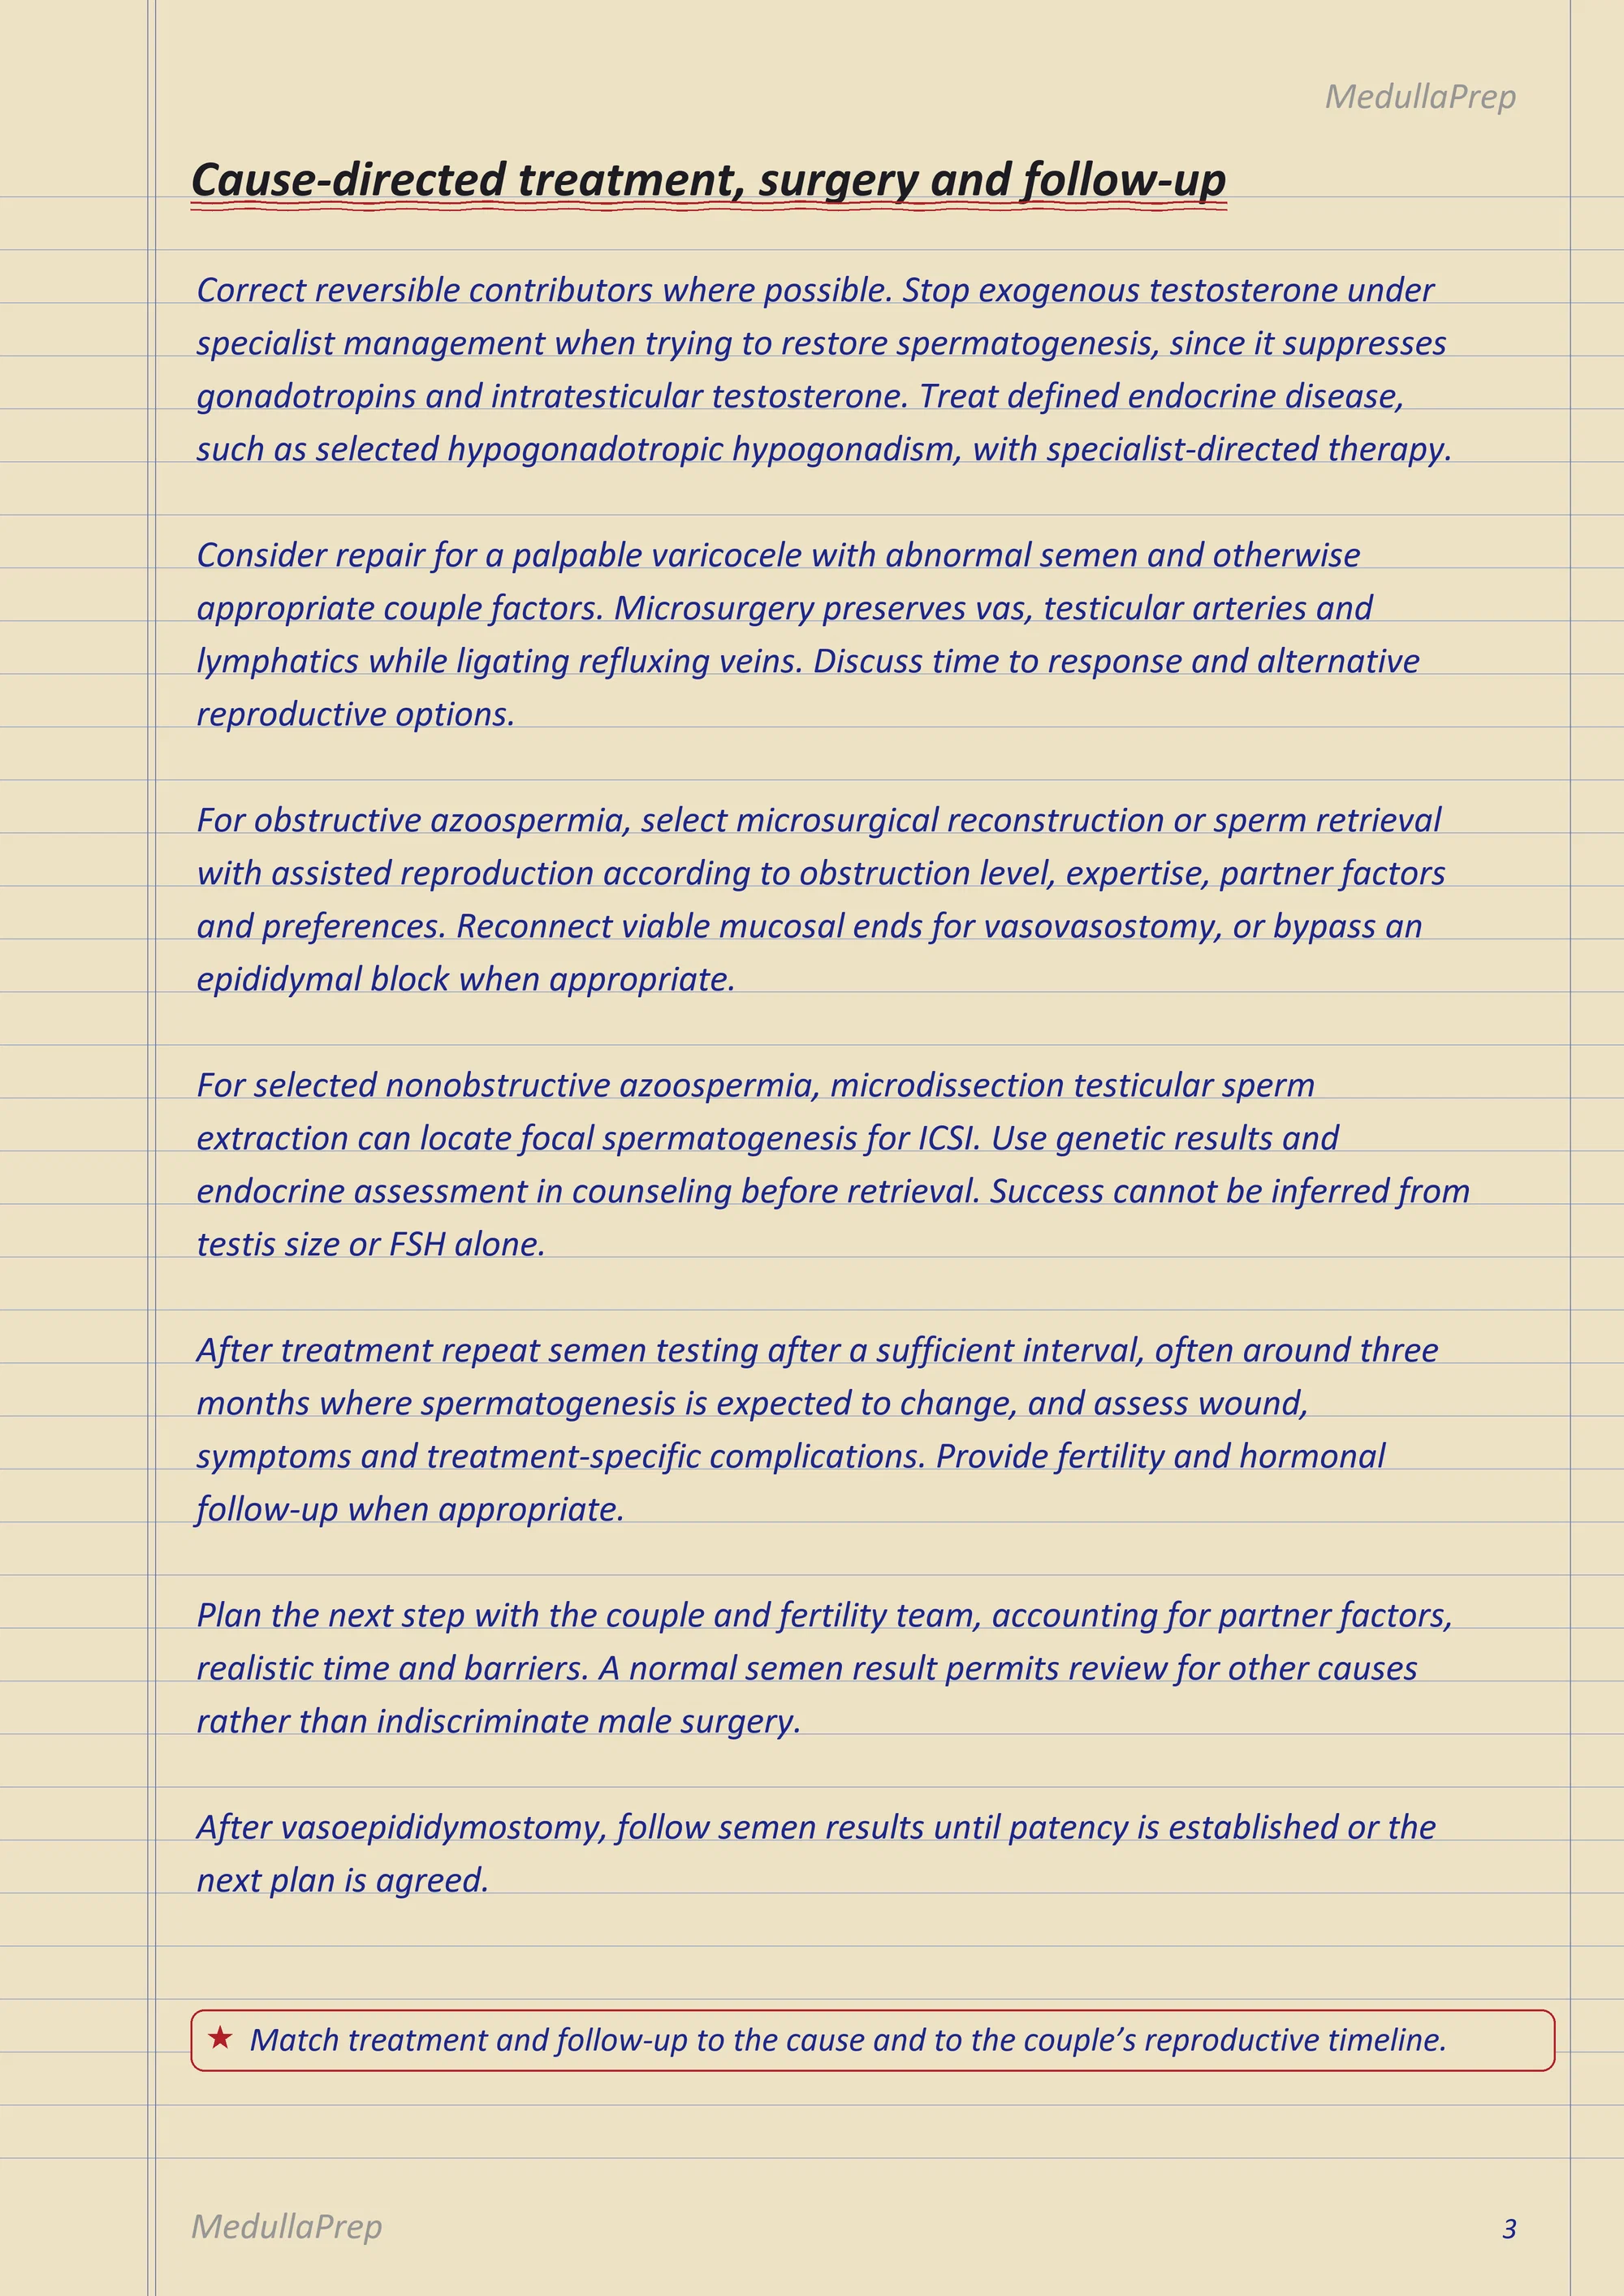 MedullaPrep
Cause-directed treatment, surgery and follow-up
Correct reversible contributors where possible. Stop exogenous testosterone under
specialist management when trying to restore spermatogenesis, since it suppresses
gonadotropins and intratesticular testosterone. Treat defined endocrine disease,
such as selected hypogonadotropic hypogonadism, with specialist-directed therapy.
Consider repair for a palpable varicocele with abnormal semen and otherwise
appropriate couple factors. Microsurgery preserves vas, testicular arteries and
lymphatics while ligating refluxing veins. Discuss time to response and alternative
reproductive options.
For obstructive azoospermia, select microsurgical reconstruction or sperm retrieval
with assisted reproduction according to obstruction level, expertise, partner factors
and preferences. Reconnect viable mucosal ends for vasovasostomy, or bypass an
epididymal block when appropriate.
For selected nonobstructive azoospermia, microdissection testicular sperm
extraction can locate focal spermatogenesis for ICSI. Use genetic results and
endocrine assessment in counseling before retrieval. Success cannot be inferred from
testis size or FSH alone.
After treatment repeat semen testing after a sufficient interval, often around three
months where spermatogenesis is expected to change, and assess wound,
symptoms and treatment-specific complications. Provide fertility and hormonal
follow-up when appropriate.
Plan the next step with the couple and fertility team, accounting for partner factors,
realistic time and barriers. A normal semen result permits review for other causes
rather than indiscriminate male surgery.
After vasoepididymostomy, follow semen results until patency is established or the
next plan is agreed.
★ Match treatment and follow-up to the cause and to the couple’s reproductive timeline.
MedullaPrep
3